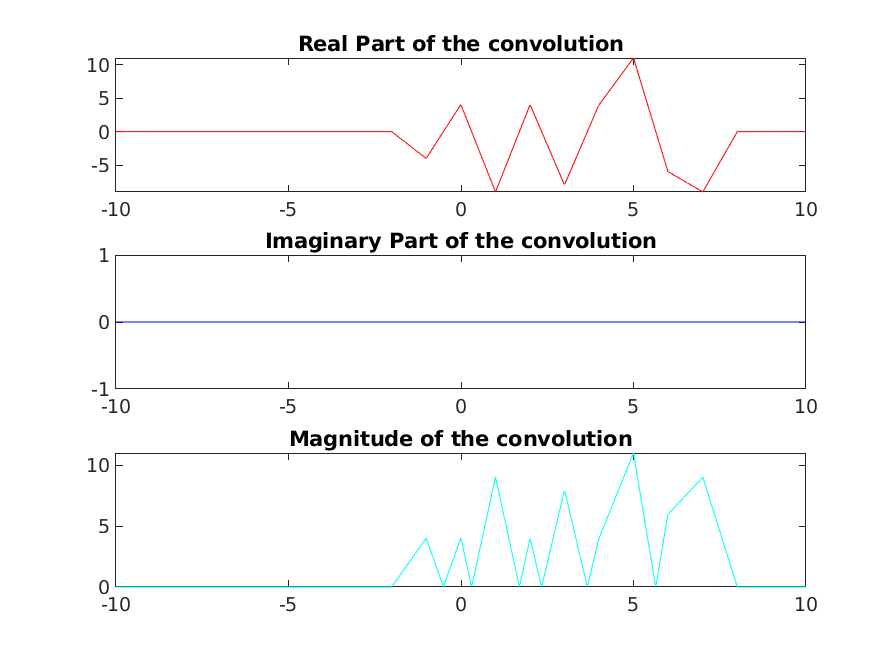 Real Part of the convolution
10
5
0
-5
-10 -5 0 5 10
Imaginary Part of the convolution
1
0
-1
-10 -5 0 5 10
Magnitude of the convolution
10
5
0
-10 -5 0 5 10